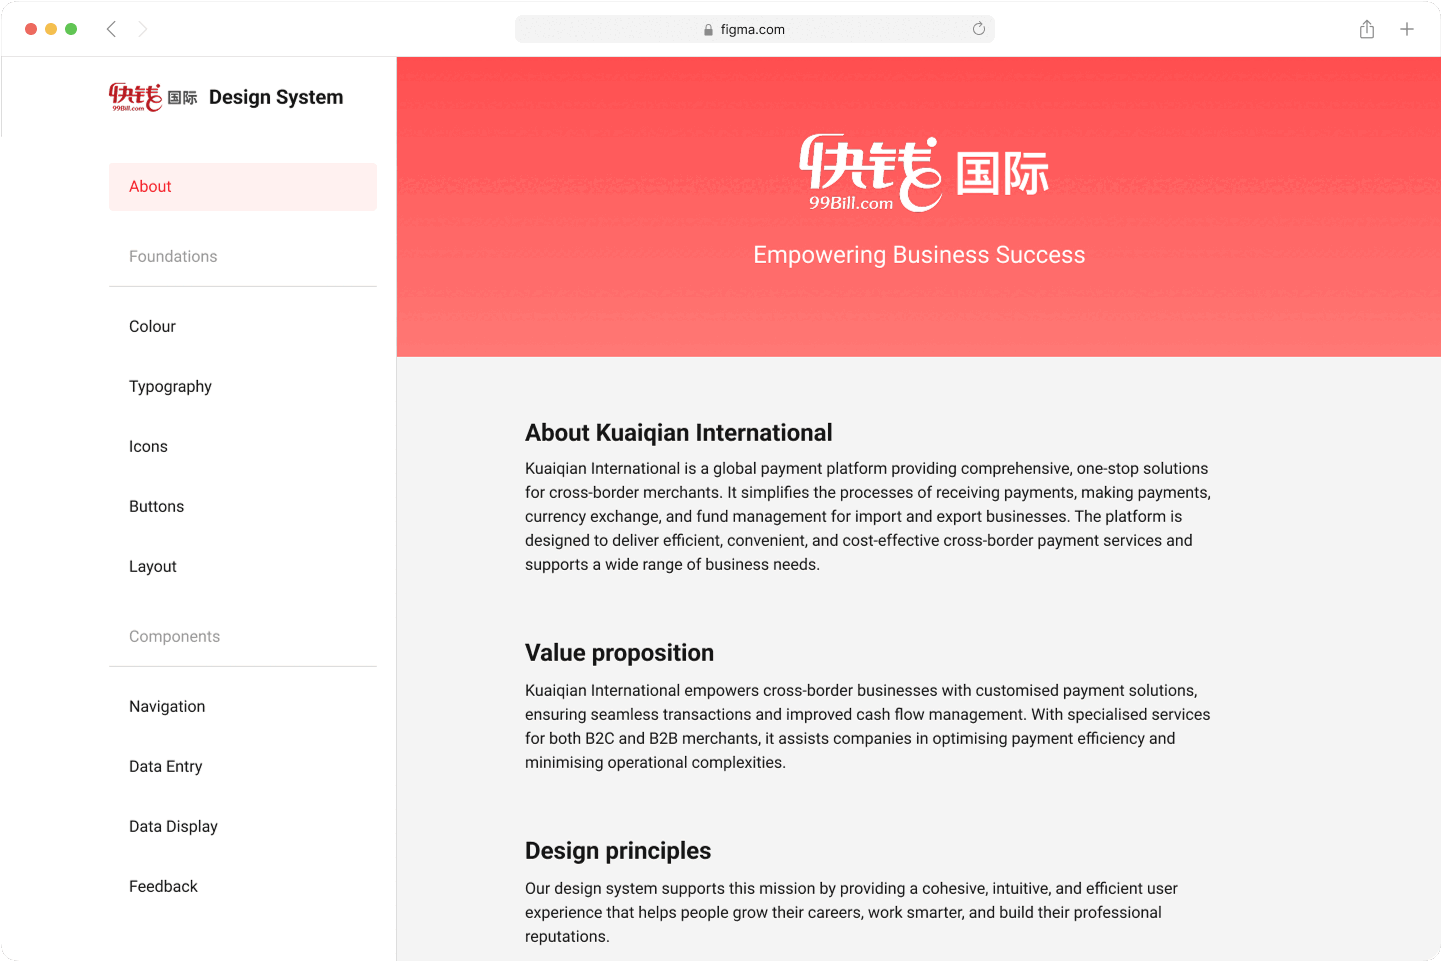 figma.com
快钱 国际 Design System
99Bill.com
About
Foundations
Colour
Typography
Icons
Buttons
Layout
Components
Navigation
Data Entry
Data Display
Feedback
快钱 国际
99Bill.com
Empowering Business Success
About Kuaiqian International
Kuaiqian International is a global payment platform providing comprehensive, one-stop solutions
for cross-border merchants. It simplifies the processes of receiving payments, making payments,
currency exchange, and fund management for import and export businesses. The platform is
designed to deliver efficient, convenient, and cost-effective cross-border payment services and
supports a wide range of business needs.
Value proposition
Kuaiqian International empowers cross-border businesses with customised payment solutions,
ensuring seamless transactions and improved cash flow management. With specialised services
for both B2C and B2B merchants, it assists companies in optimising payment efficiency and
minimising operational complexities.
Design principles
Our design system supports this mission by providing a cohesive, intuitive, and efficient user
experience that helps people grow their careers, work smarter, and build their professional
reputations.